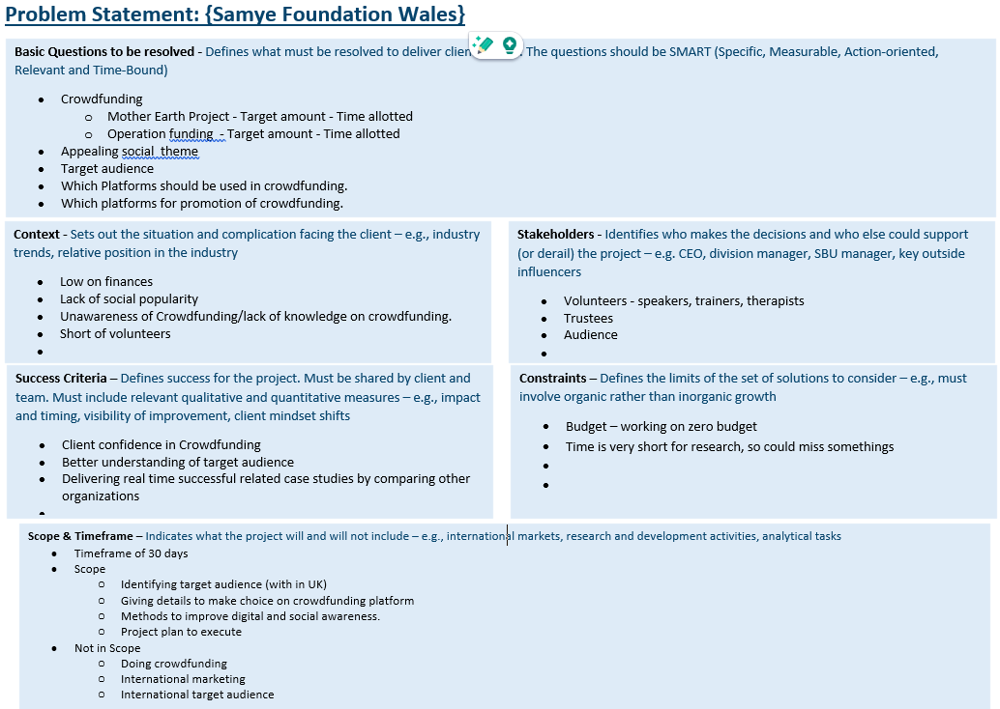 Problem Statement: {Samye Foundation Wales}
Basic Questions to be resolved - Defines what must be resolved to deliver clien The questions should be SMART (Specific, Measurable, Action-oriented,
Relevant and Time-Bound)
• Crowdfunding
o Mother Earth Project - Target amount - Time allotted
o Operation funding - Target amount - Time allotted
• Appealing social theme
• Target audience
• Which Platforms should be used in crowdfunding.
• Which platforms for promotion of crowdfunding.
Context - Sets out the situation and complication facing the client – e.g., industry
trends, relative position in the industry
• Low on finances
• Lack of social popularity
• Unawareness of Crowdfunding/lack of knowledge on crowdfunding.
• Short of volunteers
•
Stakeholders - Identifies who makes the decisions and who else could support
(or derail) the project – e.g. CEO, division manager, SBU manager, key outside
influencers
• Volunteers - speakers, trainers, therapists
• Trustees
• Audience
•
Success Criteria – Defines success for the project. Must be shared by client and
team. Must include relevant qualitative and quantitative measures – e.g., impact
and timing, visibility of improvement, client mindset shifts
• Client confidence in Crowdfunding
• Better understanding of target audience
• Delivering real time successful related case studies by comparing other
organizations
•
Constraints – Defines the limits of the set of solutions to consider – e.g., must
involve organic rather than inorganic growth
• Budget – working on zero budget
• Time is very short for research, so could miss somethings
•
•
Scope & Timeframe – Indicates what the project will and will not include – e.g., international markets, research and development activities, analytical tasks
• Timeframe of 30 days
• Scope
o Identifying target audience (with in UK)
o Giving details to make choice on crowdfunding platform
o Methods to improve digital and social awareness.
o Project plan to execute
• Not in Scope
o Doing crowdfunding
o International marketing
o International target audience